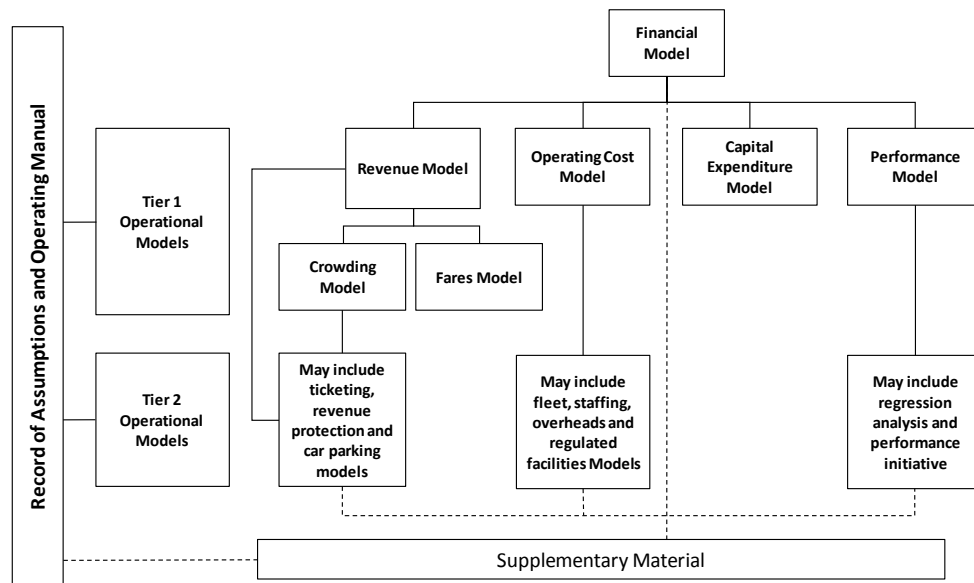 Record of Assumptions and Operating Manual
Financial
Model
Revenue Model
Operating Cost
Model
Capital
Expenditure
Model
Performance
Model
Tier 1
Operational
Models
Crowding
Model
Fares Model
Tier 2
Operational
Models
May include
ticketing,
revenue
protection and
car parking
models
May include
fleet, staffing,
overheads and
regulated
facilities Models
May include
regression
analysis and
performance
initiative
Supplementary Material